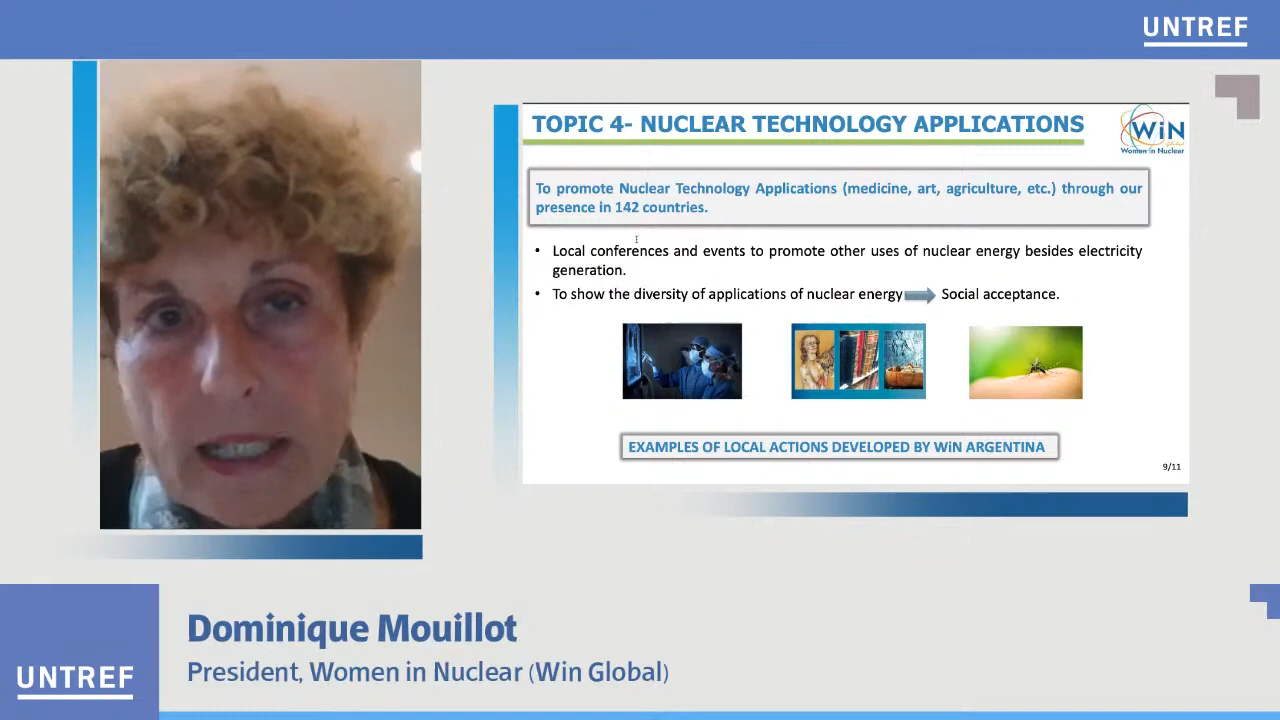 UNTREF
TOPIC 4- NUCLEAR TECHNOLOGY APPLICATIONS
WiN
Global
Women in Nuclear
To promote Nuclear Technology Applications (medicine, art, agriculture, etc.) through our
presence in 142 countries.
• Local conferences and events to promote other uses of nuclear energy besides electricity
generation.
• To show the diversity of applications of nuclear energy Social acceptance.
EXAMPLES OF LOCAL ACTIONS DEVELOPED BY WiN ARGENTINA
9/11
Dominique Mouillot
President, Women in Nuclear (Win Global)
UNTREF